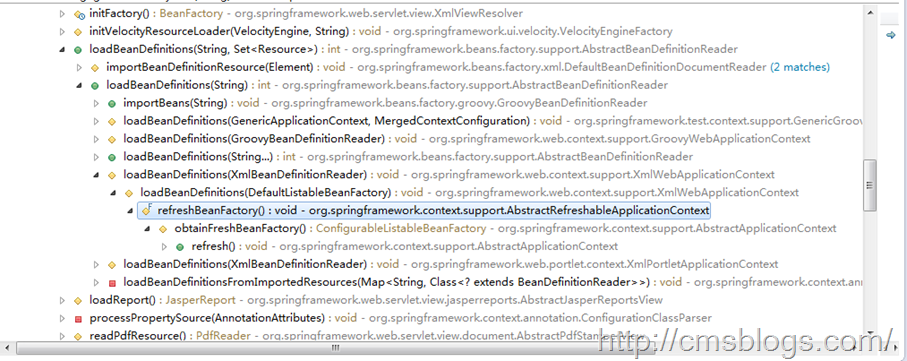 initFactory() : BeanFactory - org.springframework.web.servlet.view.XmlViewResolver
initVelocityResourceLoader(VelocityEngine, String) : void - org.springframework.ui.velocity.VelocityEngineFactory
loadBeanDefinitions(String, Set<Resource>) : int - org.springframework.beans.factory.support.AbstractBeanDefinitionReader
importBeanDefinitionResource(Element) : void - org.springframework.beans.factory.xml.DefaultBeanDefinitionDocumentReader (2 matches)
loadBeanDefinitions(String) : int - org.springframework.beans.factory.support.AbstractBeanDefinitionReader
importBeans(String) : void - org.springframework.beans.factory.groovy.GroovyBeanDefinitionReader
loadBeanDefinitions(GenericApplicationContext, MergedContextConfiguration) : void - org.springframework.test.context.support.GenericGroov
loadBeanDefinitions(GroovyBeanDefinitionReader) : void - org.springframework.web.context.support.GroovyWebApplicationContext
loadBeanDefinitions(String...) : int - org.springframework.beans.factory.support.AbstractBeanDefinitionReader
loadBeanDefinitions(XmlBeanDefinitionReader) : void - org.springframework.web.context.support.XmlWebApplicationContext
loadBeanDefinitions(DefaultListableBeanFactory) : void - org.springframework.web.context.support.XmlWebApplicationContext
refreshBeanFactory() : void - org.springframework.context.support.AbstractRefreshableApplicationContext
obtainFreshBeanFactory() : ConfigurableListableBeanFactory - org.springframework.context.support.AbstractApplicationContext
refresh() : void - org.springframework.context.support.AbstractApplicationContext
loadBeanDefinitions(XmlBeanDefinitionReader) : void - org.springframework.web.portlet.context.XmlPortletApplicationContext
loadBeanDefinitionsFromImportedResources(Map<String, Class<? extends BeanDefinitionReader>>) : void - org.springframework.context.ann
loadReport() : JasperReport - org.springframework.web.servlet.view.jasperreports.AbstractJasperReportsView
processPropertySource(AnnotationAttributes) : void - org.springframework.context.annotation.ConfigurationClassParser
readPdfResource() : PdfReader - org.springframework.web.servlet.view.document.AbstractPdfStamperView
http://cmsblogs.com/